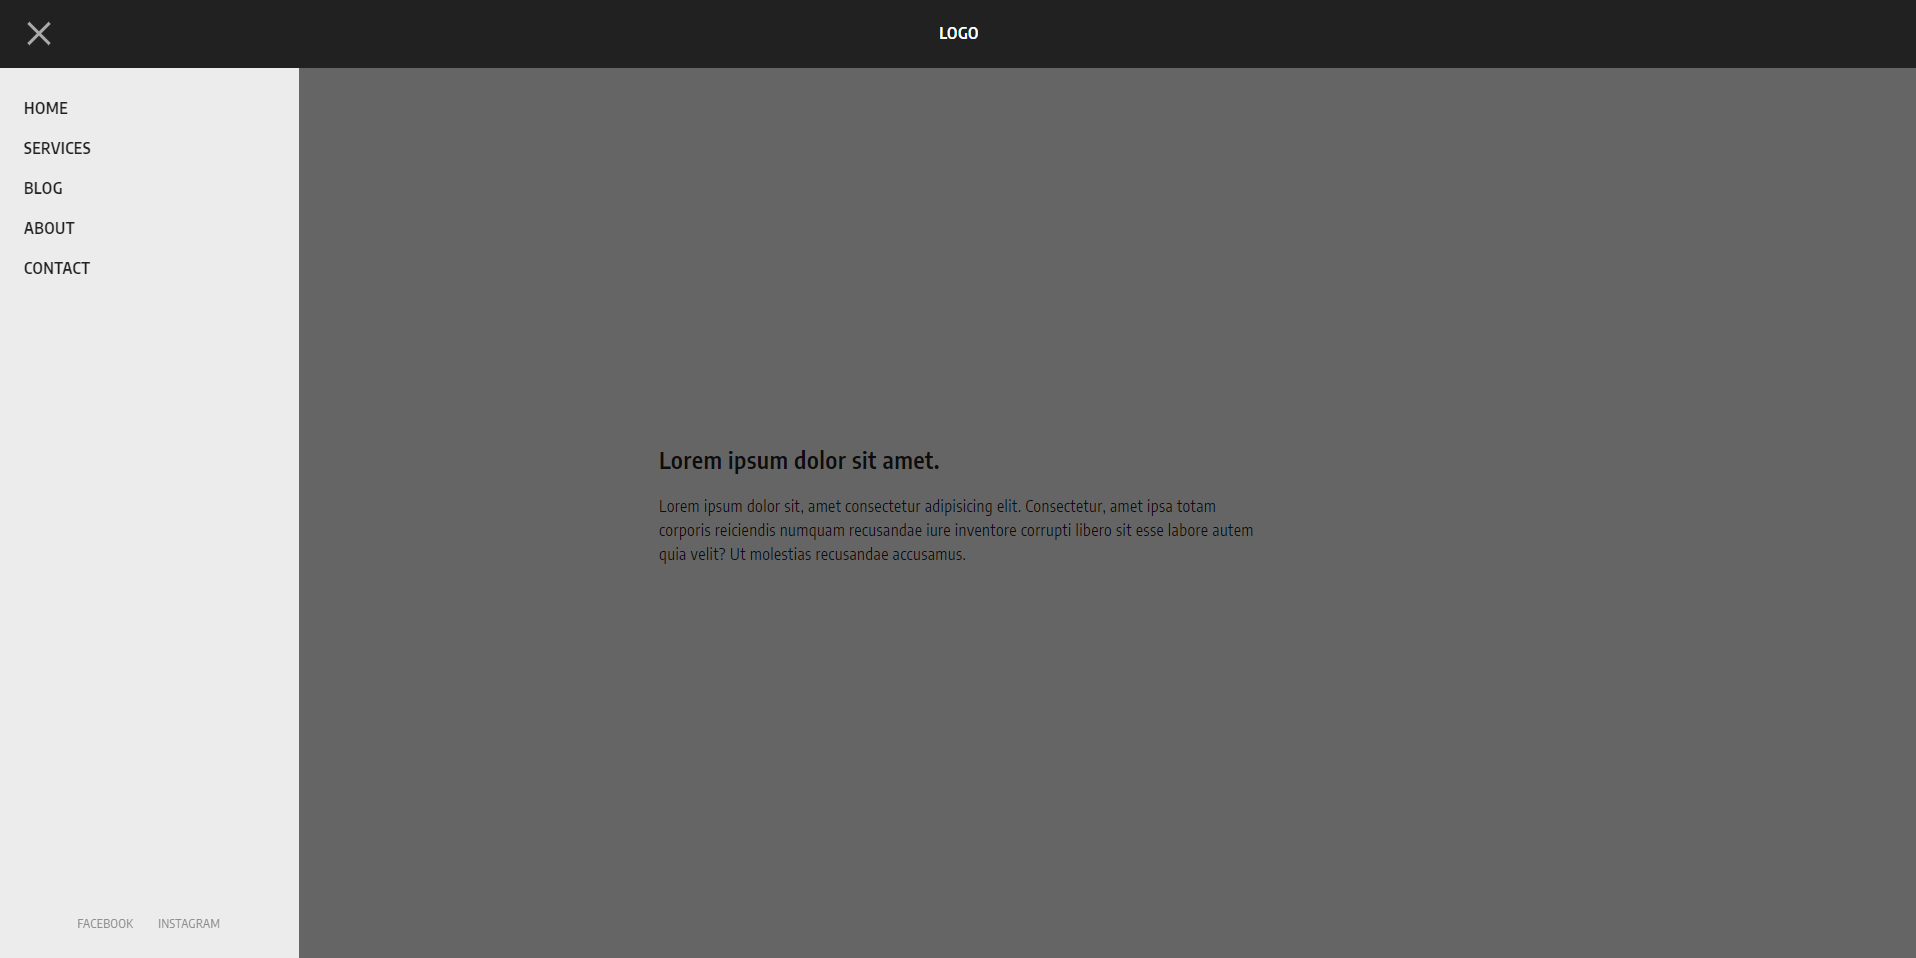 LOGO
HOME
SERVICES
BLOG
ABOUT
CONTACT
Lorem ipsum dolor sit amet.
Lorem ipsum dolor sit, amet consectetur adipisicing elit. Consectetur, amet ipsa totam
corporis reiciendis numquam recusandae iure inventore corrupti libero sit esse labore autem
quia velit? Ut molestias recusandae accusamus.
FACEBOOK INSTAGRAM